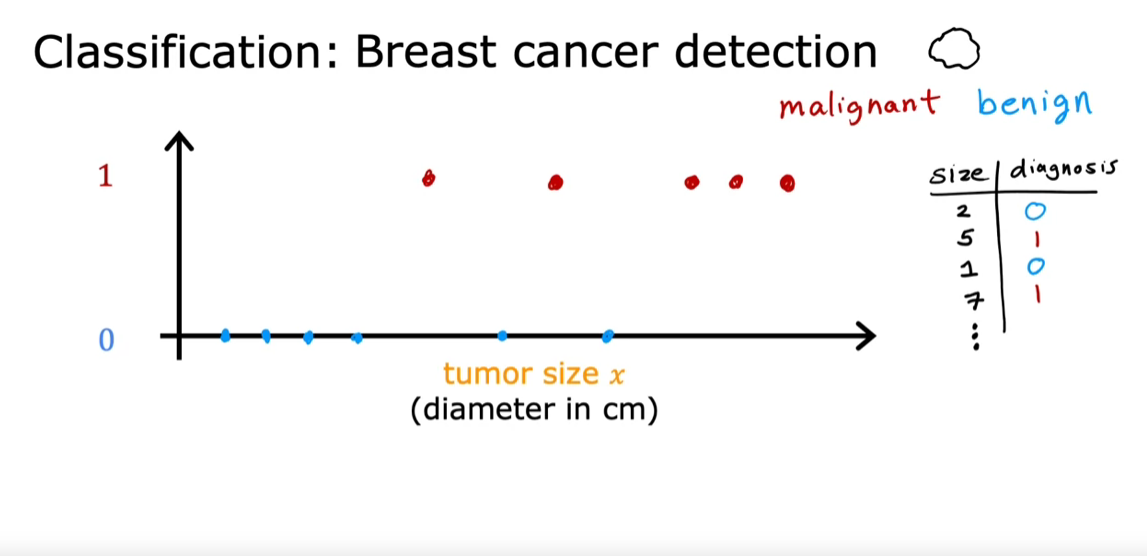 Classification: Breast cancer detection
malignant benign
1
0
tumor size x
(diameter in cm)
size diagnosis
2 0
5 1
1 0
7 1
⋮